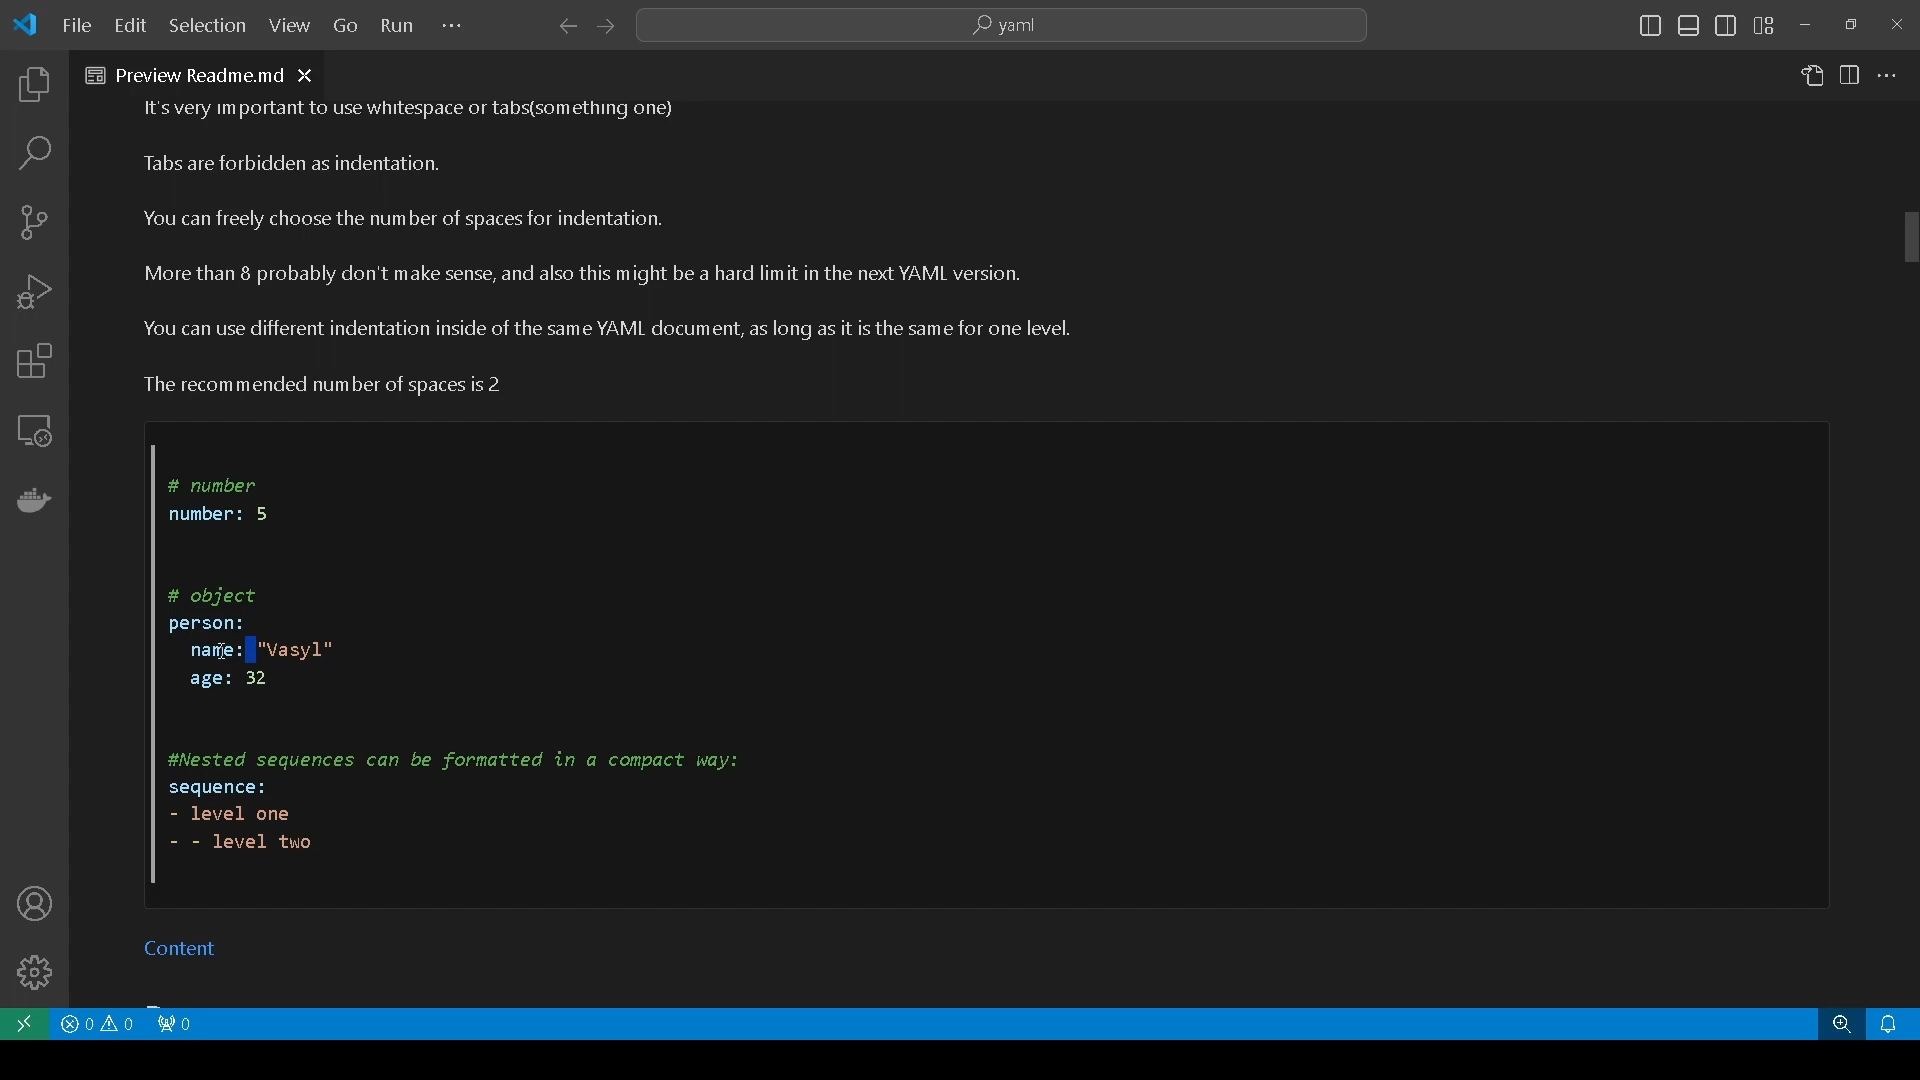 File Edit Selection View Go Run ··· yaml
Preview Readme.md
It's very important to use whitespace or tabs(something one)
Tabs are forbidden as indentation.
You can freely choose the number of spaces for indentation.
More than 8 probably don't make sense, and also this might be a hard limit in the next YAML version.
You can use different indentation inside of the same YAML document, as long as it is the same for one level.
The recommended number of spaces is 2
# number
number: 5
# object
person:
name: "Vasyl"
age: 32
#Nested sequences can be formatted in a compact way:
sequence:
- level one
- - level two
Content
0 0 0